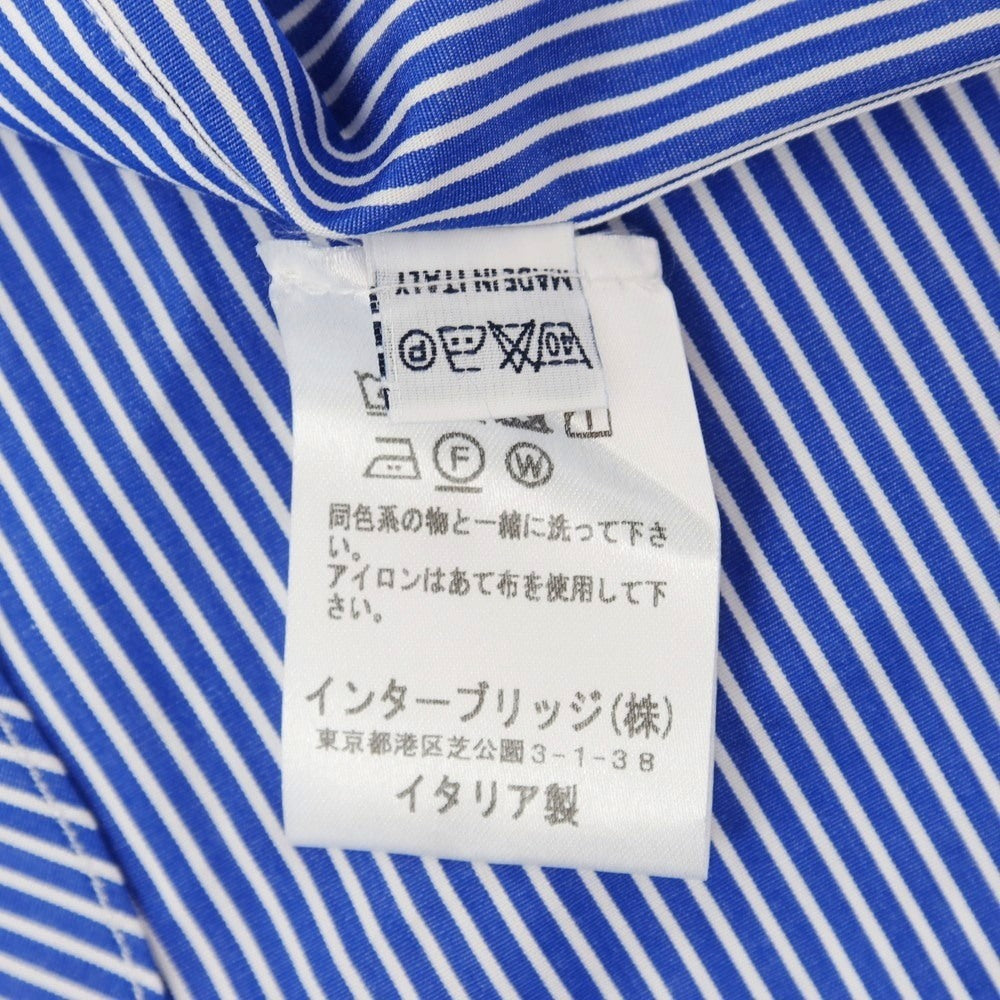 MADE IN ITALY
40 P
F W
同色系の物と一緒に洗って下さ
い。
アイロンはあて布を使用して下
さい。
インターブリッジ(株)
東京都港区芝公園3-1-38
イタリア製